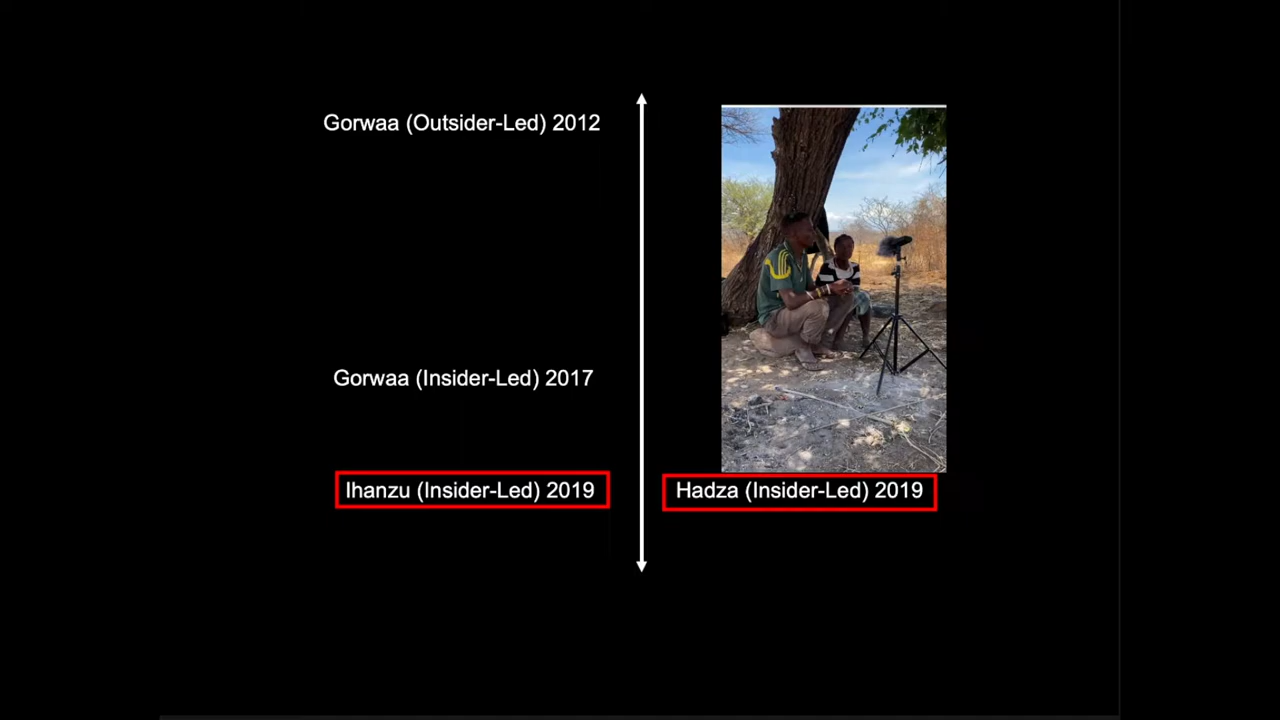 Gorwaa (Outsider-Led) 2012
Gorwaa (Insider-Led) 2017
Ihanzu (Insider-Led) 2019
Hadza (Insider-Led) 2019